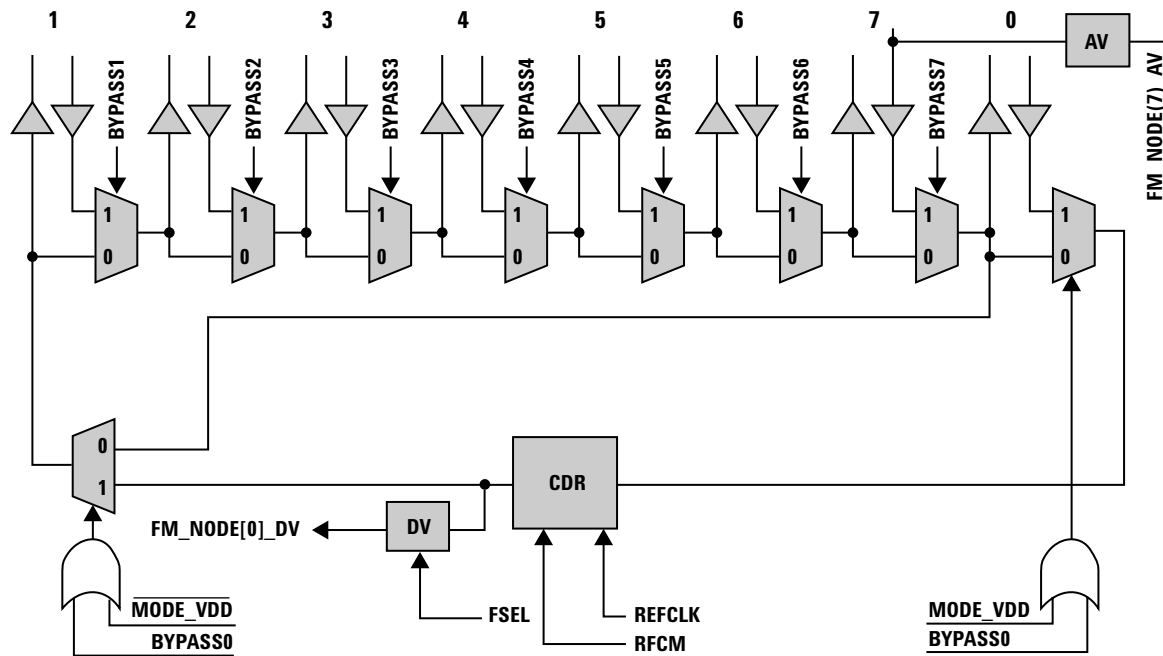 1 2 3 4 5 6 7 0
AV
FM_NODE(7)_AV
BYPASS1
BYPASS2
BYPASS3
BYPASS4
BYPASS5
BYPASS6
BYPASS7
1 1 1 1 1 1 1 1
0 0 0 0 0 0 0 0
0
1
CDR
DV
FM_NODE[0]_DV
FSEL
REFCLK
RFCM
MODE_VDD
BYPASS0
MODE_VDD
BYPASS0